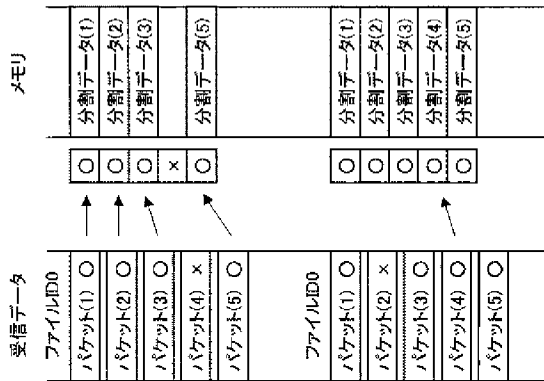 受信データ
メモリ
ファイルID0
パケット(1) ○
パケット(2) ○
パケット(3) ○
パケット(4) ×
パケット(5) ○
○
○
○
×
○
分割データ(1)
分割データ(2)
分割データ(3)
分割データ(5)
ファイルID0
パケット(1) ○
パケット(2) ×
パケット(3) ○
パケット(4) ○
パケット(5) ○
○
○
○
○
○
分割データ(1)
分割データ(2)
分割データ(3)
分割データ(4)
分割データ(5)